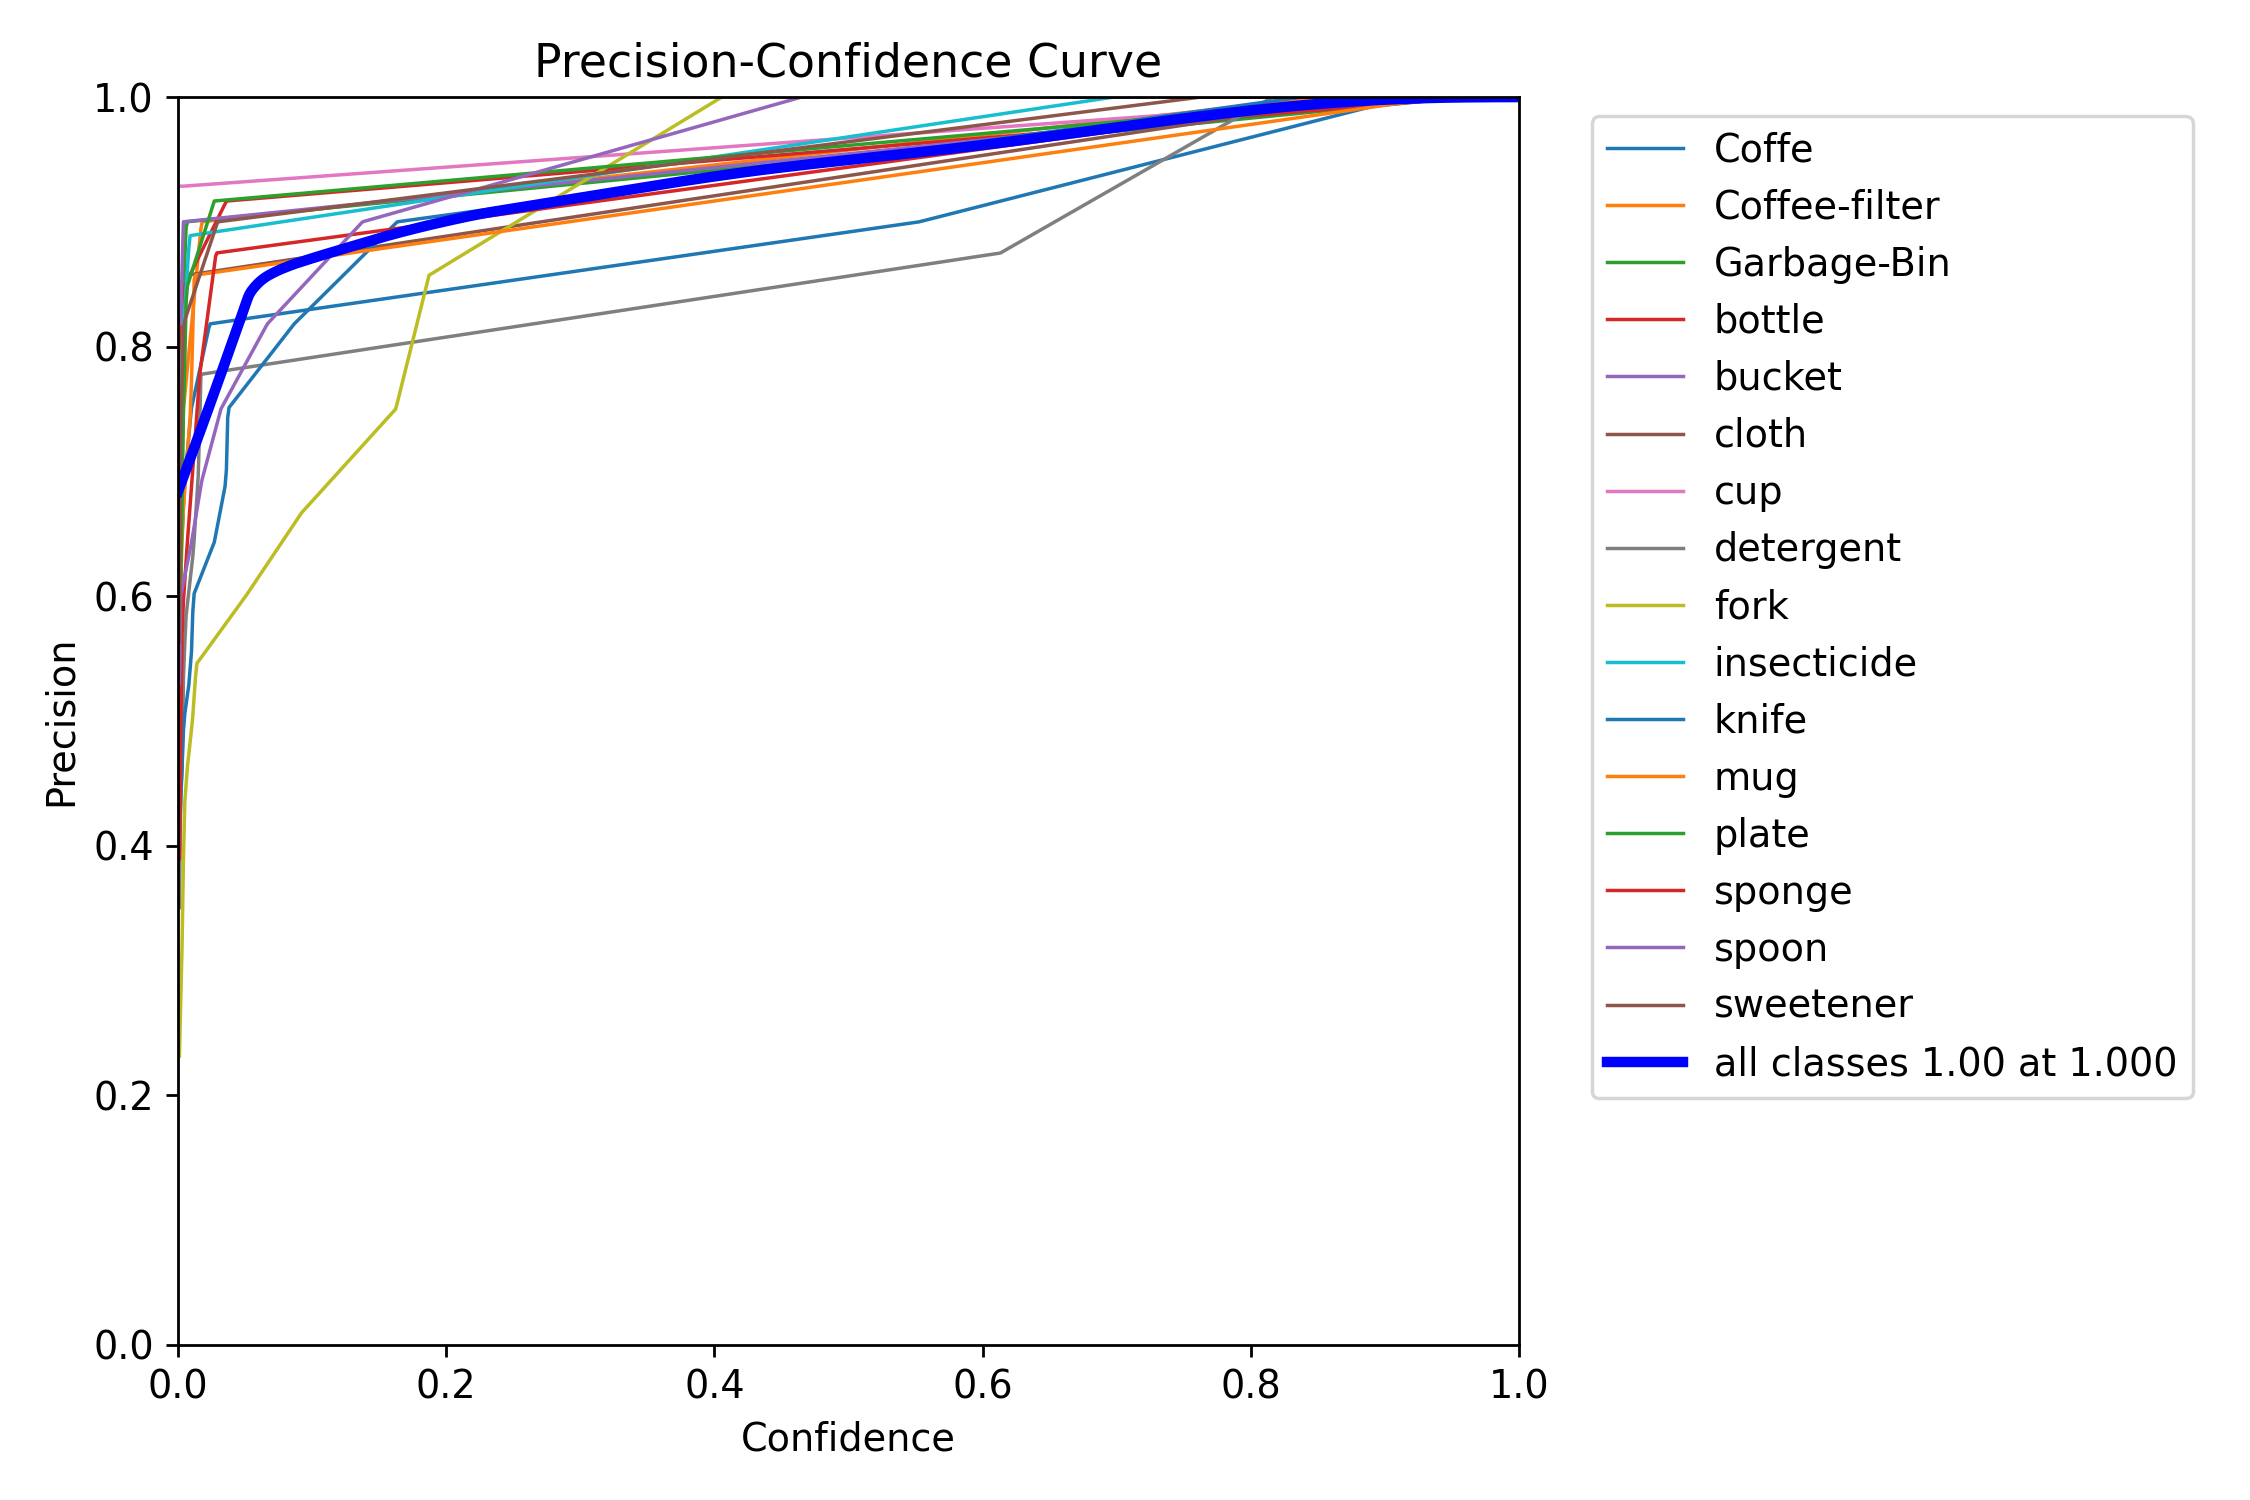 Precision-Confidence Curve
1.0
0.8
0.6
0.4
0.2
0.0
Precision
0.0 0.2 0.4 0.6 0.8 1.0
Confidence
Coffe
Coffee-filter
Garbage-Bin
bottle
bucket
cloth
cup
detergent
fork
insecticide
knife
mug
plate
sponge
spoon
sweetener
all classes 1.00 at 1.000